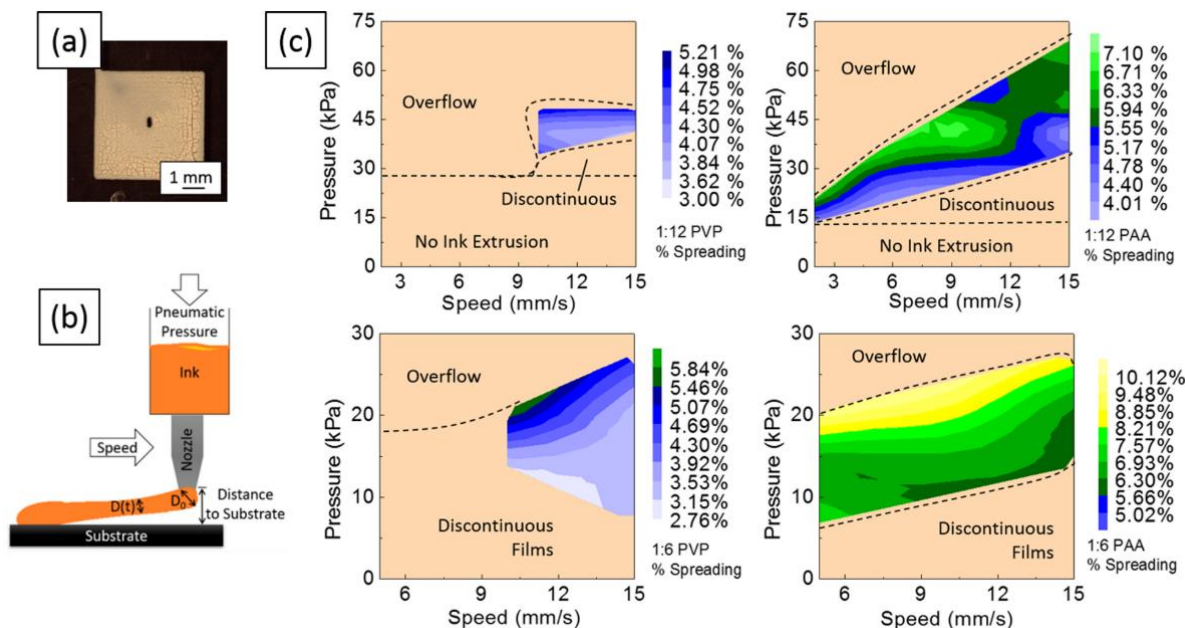 (a)
1 mm
(b)
Pneumatic
Pressure
Ink
Speed
Nozzle
D(t)
D₀
Distance
to Substrate
Substrate
(c)
Pressure (kPa)
75
60
45
30
15
0
Overflow
Discontinuous
No Ink Extrusion
3 6 9 12 15
Speed (mm/s)
5.21 %
4.98 %
4.75 %
4.52 %
4.30 %
4.07 %
3.84 %
3.62 %
3.00 %
1:12 PVP
% Spreading
Pressure (kPa)
75
60
45
30
15
0
Overflow
Discontinuous
No Ink Extrusion
3 6 9 12 15
Speed (mm/s)
7.10 %
6.71 %
6.33 %
5.94 %
5.55 %
5.17 %
4.78 %
4.40 %
4.01 %
1:12 PAA
% Spreading
Pressure (kPa)
30
20
10
0
Overflow
Discontinuous
Films
6 9 12 15
Speed (mm/s)
5.84%
5.46%
5.07%
4.69%
4.30%
3.92%
3.53%
3.15%
2.76%
1:6 PVP
% Spreading
Pressure (kPa)
30
20
10
0
Overflow
Discontinuous
Films
6 9 12 15
Speed (mm/s)
10.12%
9.48%
8.85%
8.21%
7.57%
6.93%
6.30%
5.66%
5.02%
1:6 PAA
% Spreading